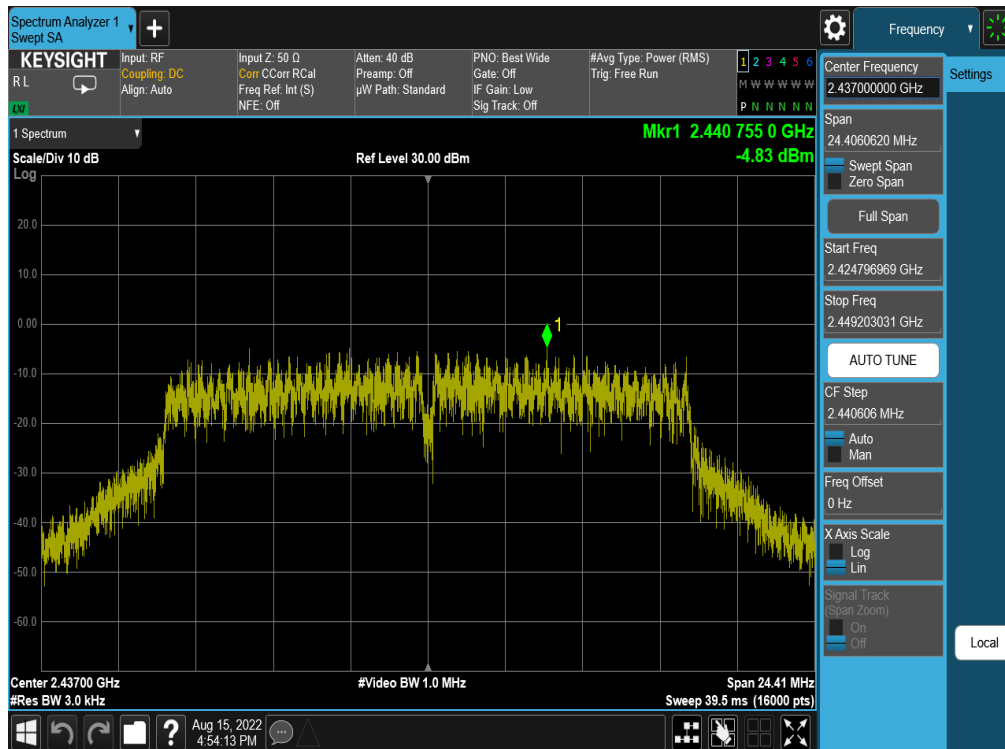 Spectrum Analyzer 1
Swept SA
Frequency
KEYSIGHT
R L
LXI
Input: RF
Coupling: DC
Align: Auto
Input Z: 50 Ω
Corr CCorr RCal
Freq Ref: Int (S)
NFE: Off
Atten: 40 dB
Preamp: Off
µW Path: Standard
PNO: Best Wide
Gate: Off
IF Gain: Low
Sig Track: Off
#Avg Type: Power (RMS)
Trig: Free Run
1 2 3 4 5 6
M W W W W W
P N N N N N
1 Spectrum
Scale/Div 10 dB
Log
Ref Level 30.00 dBm
Mkr1 2.440 755 0 GHz
-4.83 dBm
20.0
10.0
0.00
-10.0
-20.0
-30.0
-40.0
-50.0
-60.0
1
Center 2.43700 GHz
#Res BW 3.0 kHz
#Video BW 1.0 MHz
Span 24.41 MHz
Sweep 39.5 ms (16000 pts)
Aug 15, 2022
4:54:13 PM
Center Frequency
2.437000000 GHz
Settings
Span
24.4060620 MHz
Swept Span
Zero Span
Full Span
Start Freq
2.424796969 GHz
Stop Freq
2.449203031 GHz
AUTO TUNE
CF Step
2.440606 MHz
Auto
Man
Freq Offset
0 Hz
X Axis Scale
Log
Lin
Signal Track
(Span Zoom)
On
Off
Local